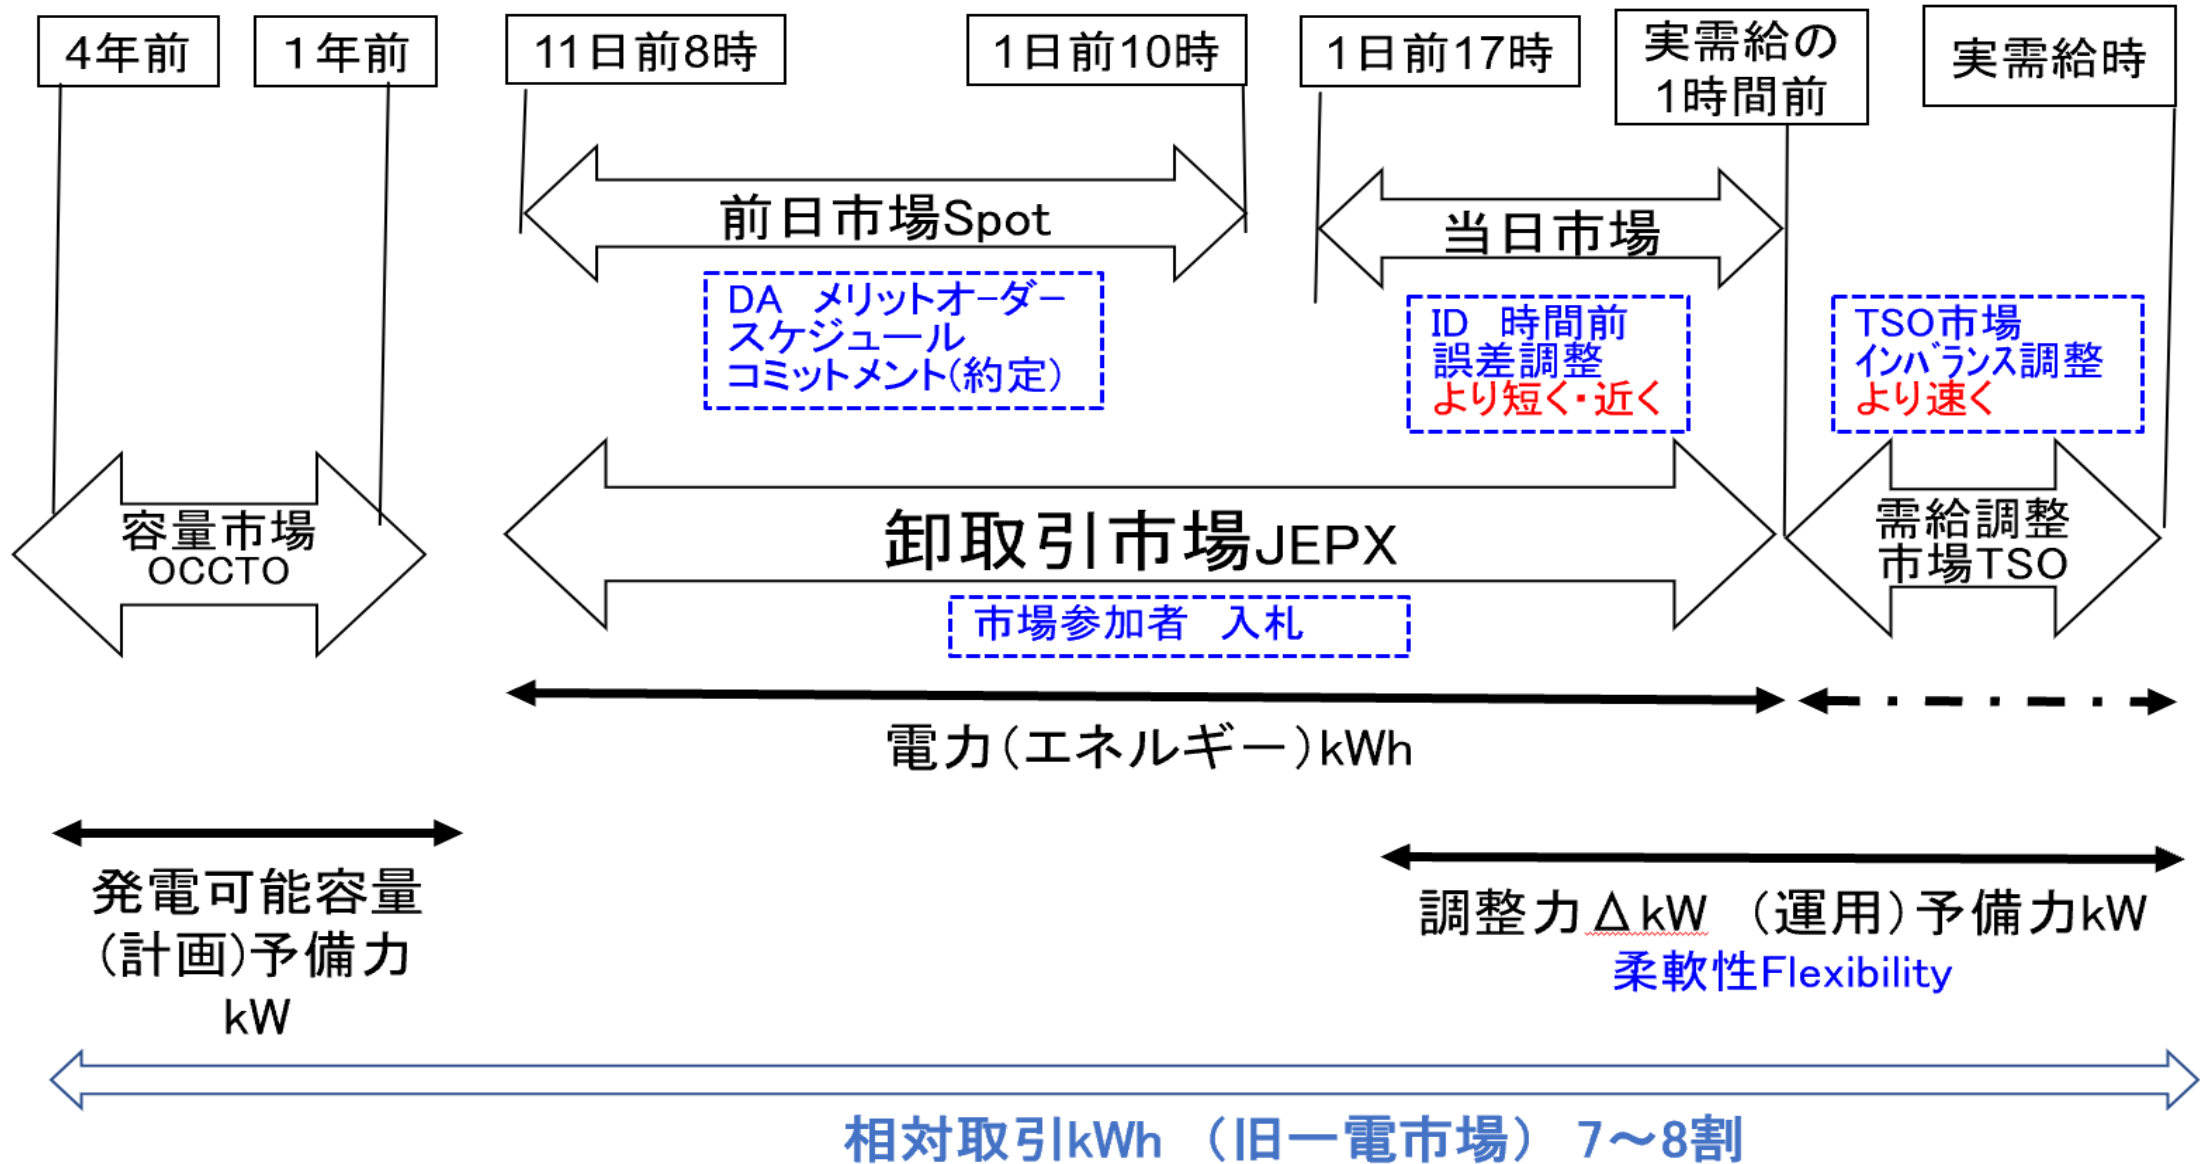 4年前
1年前
11日前8時
1日前10時
1日前17時
実需給の
1時間前
実需給時
前日市場Spot
当日市場
DA　メリットオーダー
スケジュール
コミットメント(約定)
ID　時間前
誤差調整
より短く・近く
TSO市場
ｲﾝﾊﾞﾗﾝｽ調整
より速く
容量市場
OCCTO
卸取引市場JEPX
需給調整
市場TSO
市場参加者　入札
電力(エネルギー)kWh
発電可能容量
(計画)予備力
kW
調整力ΔkW　(運用)予備力kW
柔軟性Flexibility
相対取引kWh　(旧一電市場)　7～8割